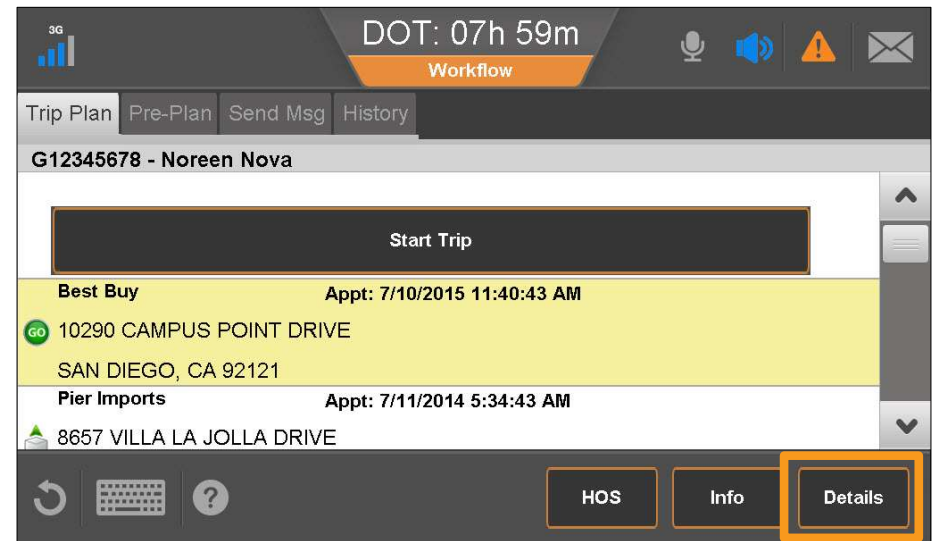 3G
DOT: 07h 59m
Workflow
Trip Plan Pre-Plan Send Msg History
G12345678 - Noreen Nova
Start Trip
Best Buy Appt: 7/10/2015 11:40:43 AM
GO 10290 CAMPUS POINT DRIVE
SAN DIEGO, CA 92121
Pier Imports Appt: 7/11/2014 5:34:43 AM
8657 VILLA LA JOLLA DRIVE
? HOS Info Details